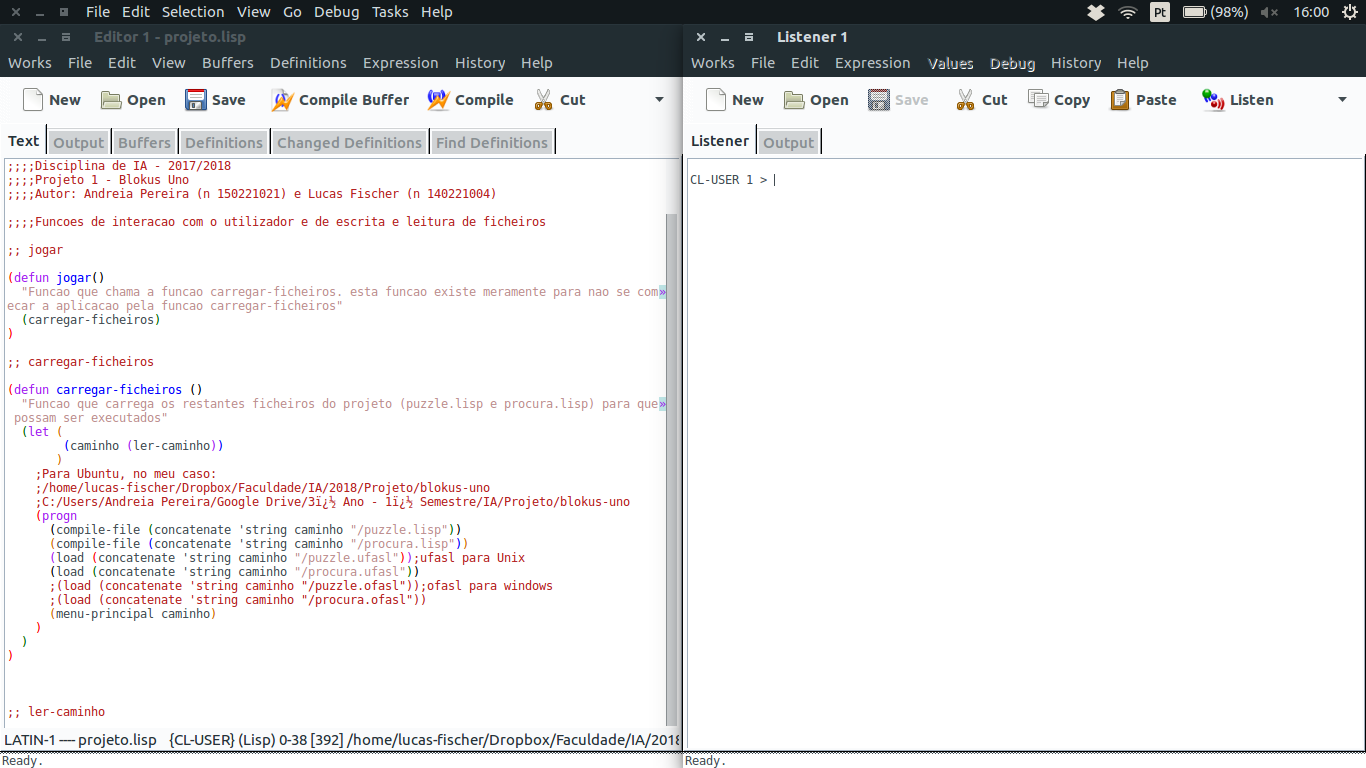 File Edit Selection View Go Debug Tasks Help Pt (98%) 16:00
Editor 1 - projeto.lisp
Works File Edit View Buffers Definitions Expression History Help
New Open Save Compile Buffer Compile Cut
Text Output Buffers Definitions Changed Definitions Find Definitions
;;;;Disciplina de IA - 2017/2018
;;;;Projeto 1 - Blokus Uno
;;;;Autor: Andreia Pereira (n 150221021) e Lucas Fischer (n 140221004)
;;;;Funcoes de interacao com o utilizador e de escrita e leitura de ficheiros
;; jogar
(defun jogar()
"Funcao que chama a funcao carregar-ficheiros. esta funcao existe meramente para nao se com»
ecar a aplicacao pela funcao carregar-ficheiros"
(carregar-ficheiros)
)
;; carregar-ficheiros
(defun carregar-ficheiros ()
"Funcao que carrega os restantes ficheiros do projeto (puzzle.lisp e procura.lisp) para que»
possam ser executados"
(let (
(caminho (ler-caminho))
)
;Para Ubuntu, no meu caso:
;/home/lucas-fischer/Dropbox/Faculdade/IA/2018/Projeto/blokus-uno
;C:/Users/Andreia Pereira/Google Drive/3ï¿½ Ano - 1ï¿½ Semestre/IA/Projeto/blokus-uno
(progn
(compile-file (concatenate 'string caminho "/puzzle.lisp"))
(compile-file (concatenate 'string caminho "/procura.lisp"))
(load (concatenate 'string caminho "/puzzle.ufasl"));ufasl para Unix
(load (concatenate 'string caminho "/procura.ufasl"))
;(load (concatenate 'string caminho "/puzzle.ofasl"));ofasl para windows
;(load (concatenate 'string caminho "/procura.ofasl"))
(menu-principal caminho)
)
)
)
;; ler-caminho
LATIN-1 ---- projeto.lisp {CL-USER} (Lisp) 0-38 [392] /home/lucas-fischer/Dropbox/Faculdade/IA/2018
Ready.
Listener 1
Works File Edit Expression Values Debug History Help
New Open Save Cut Copy Paste Listen
Listener Output
CL-USER 1 >
Ready.